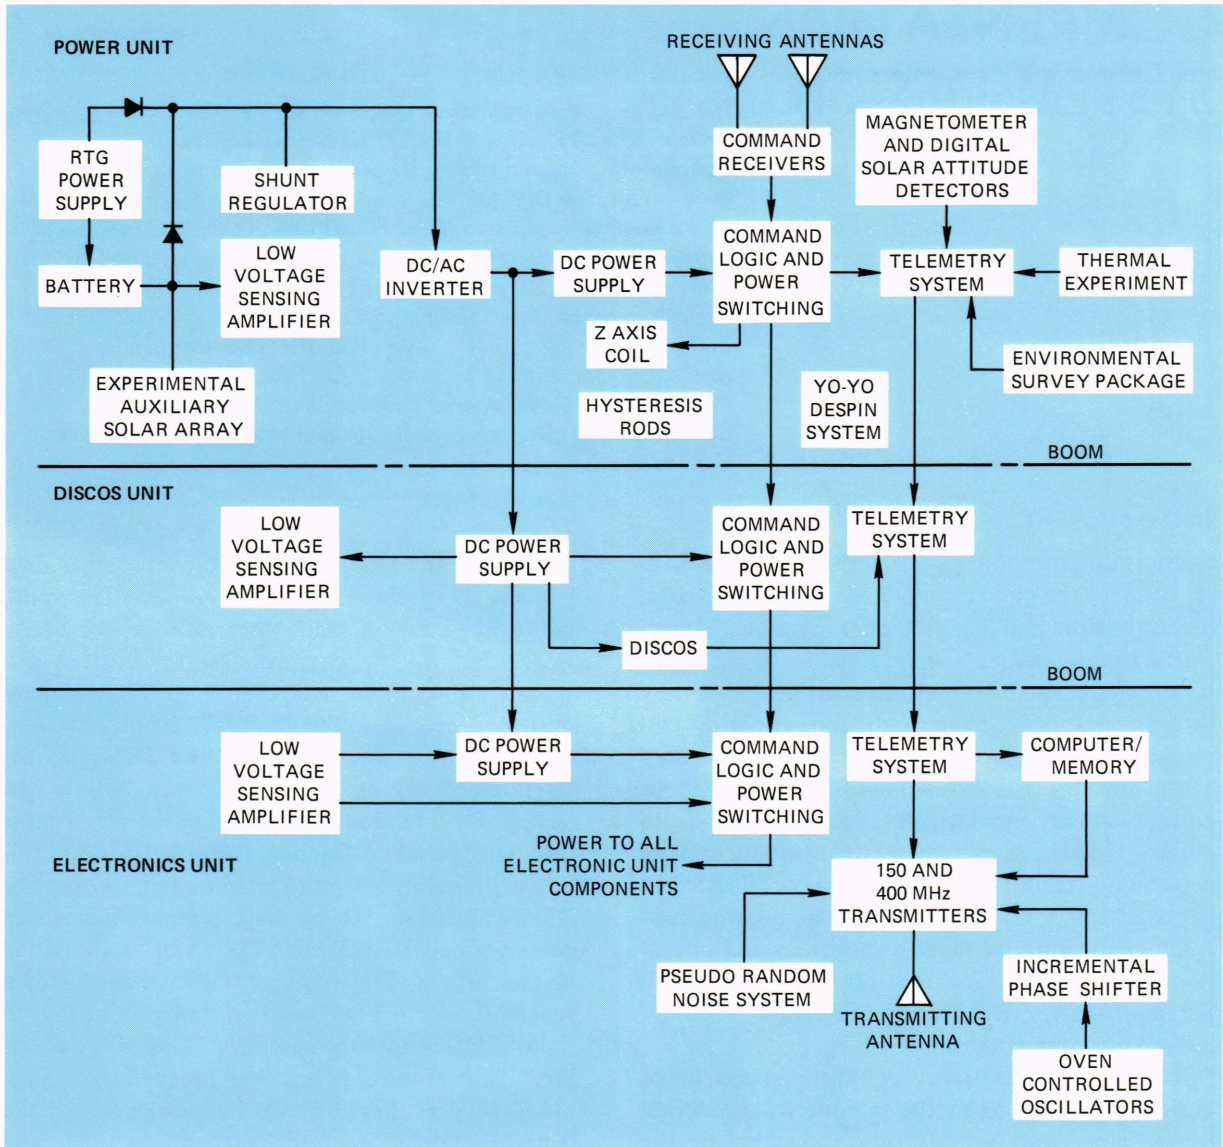 POWER UNIT
RECEIVING ANTENNAS
RTG
POWER
SUPPLY
SHUNT
REGULATOR
COMMAND
RECEIVERS
MAGNETOMETER
AND DIGITAL
SOLAR ATTITUDE
DETECTORS
BATTERY
LOW
VOLTAGE
SENSING
AMPLIFIER
DC/AC
INVERTER
DC POWER
SUPPLY
COMMAND
LOGIC AND
POWER
SWITCHING
TELEMETRY
SYSTEM
THERMAL
EXPERIMENT
Z AXIS
COIL
EXPERIMENTAL
AUXILIARY
SOLAR ARRAY
HYSTERESIS
RODS
YO-YO
DESPIN
SYSTEM
ENVIRONMENTAL
SURVEY PACKAGE
BOOM
DISCOS UNIT
LOW
VOLTAGE
SENSING
AMPLIFIER
DC POWER
SUPPLY
COMMAND
LOGIC AND
POWER
SWITCHING
TELEMETRY
SYSTEM
DISCOS
BOOM
LOW
VOLTAGE
SENSING
AMPLIFIER
DC POWER
SUPPLY
COMMAND
LOGIC AND
POWER
SWITCHING
TELEMETRY
SYSTEM
COMPUTER/
MEMORY
ELECTRONICS UNIT
POWER TO ALL
ELECTRONIC UNIT
COMPONENTS
150 AND
400 MHz
TRANSMITTERS
PSEUDO RANDOM
NOISE SYSTEM
INCREMENTAL
PHASE SHIFTER
TRANSMITTING
ANTENNA
OVEN
CONTROLLED
OSCILLATORS